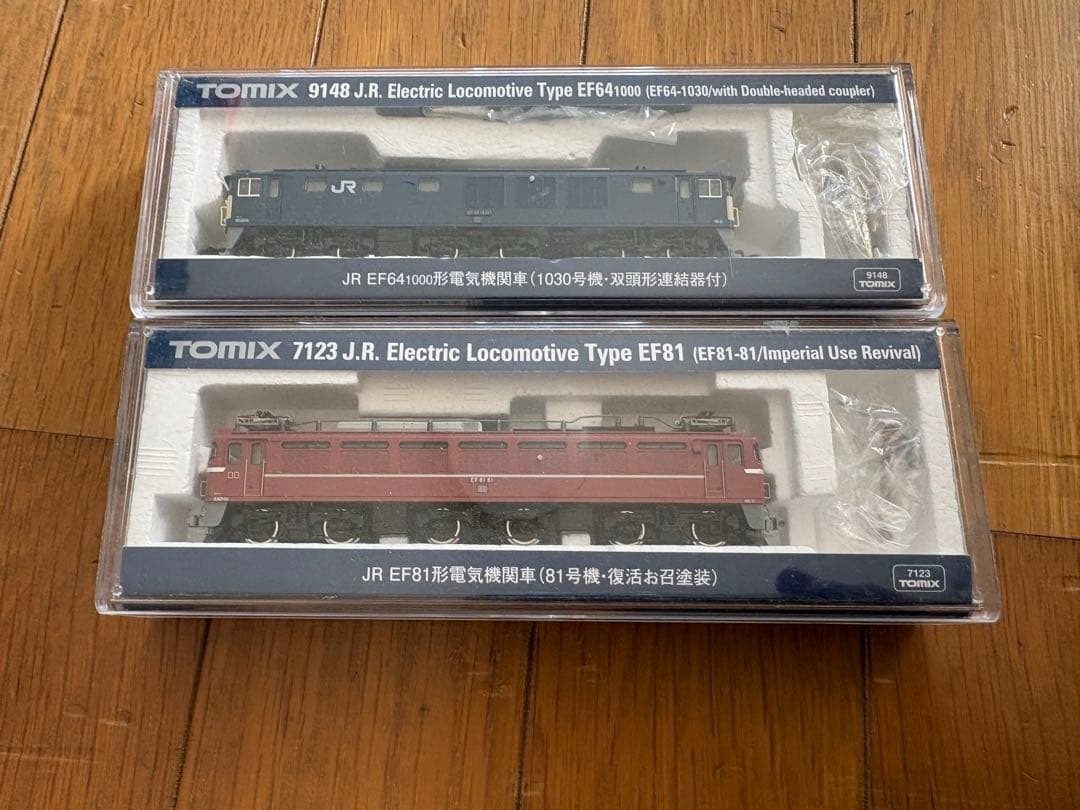 TOMIX 9148 J.R. Electric Locomotive Type EF641000 (EF64-1030/with Double-headed coupler)
JR
JR EF641000形電気機関車(1030号機・双頭形連結器付)
9148
TOMIX
TOMIX 7123 J.R. Electric Locomotive Type EF81 (EF81-81/Imperial Use Revival)
EF 81 81
JR EF81形電気機関車(81号機・復活お召塗装)
7123
TOMIX